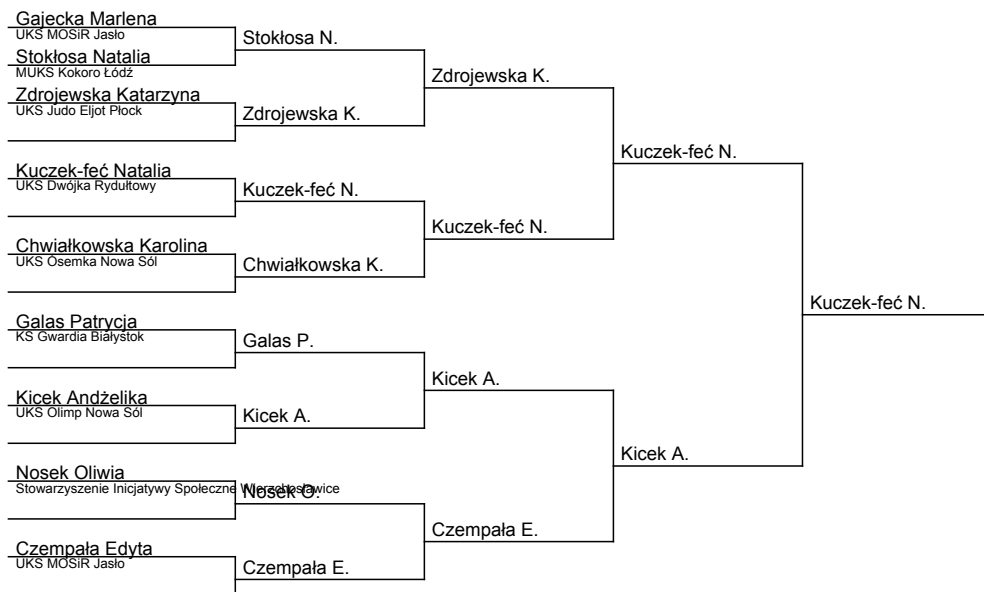 Gajecka Marlena
UKS MOSiR Jasło
Stokłosa N.
Stokłosa Natalia
MUKS Kokoro Łódź
Zdrojewska K.
Zdrojewska Katarzyna
UKS Judo Eljot Płock
Zdrojewska K.
Kuczek-feć N.
Kuczek-feć Natalia
UKS Dwójka Rydułtowy
Kuczek-feć N.
Kuczek-feć N.
Chwiałkowska Karolina
UKS Ósemka Nowa Sól
Chwiałkowska K.
Kuczek-feć N.
Galas Patrycja
KS Gwardia Białystok
Galas P.
Kicek A.
Kicek Andżelika
UKS Olimp Nowa Sól
Kicek A.
Kicek A.
Nosek Oliwia
Stowarzyszenie Inicjatywy Społeczne Wierzchosławice
Nosek O.
Czempała E.
Czempała Edyta
UKS MOSiR Jasło
Czempała E.